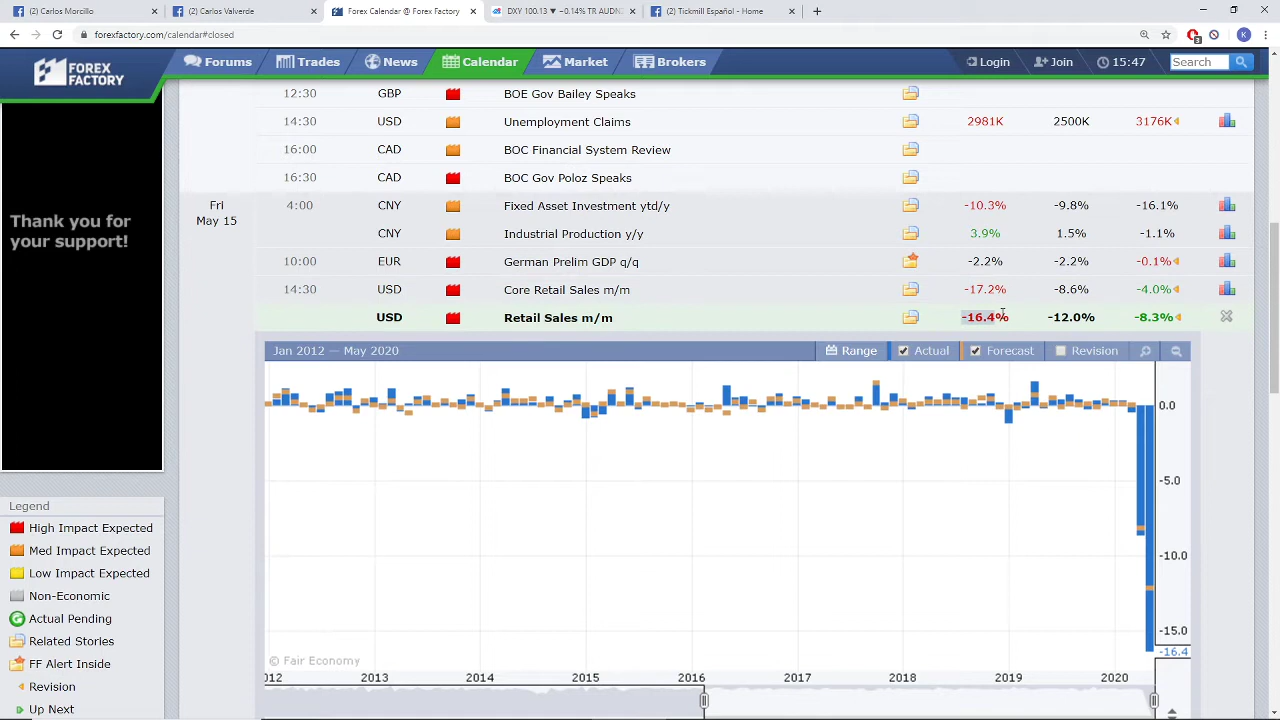 (2) Carlos Morcillo
(2) Carlos Valverde
Forex Calendar @ Forex Factory
DXY 100.13 ▼ −0.14% TR AUDNZ
(2) Tickmill Español - Home
forexfactory.com/calendar#closed
FOREX
FACTORY
Forums
Trades
News
Calendar
Market
Brokers
Login
Join
15:47
Search
Thank you for
your support!
12:30 GBP BOE Gov Bailey Speaks
14:30 USD Unemployment Claims 2981K 2500K 3176K
16:00 CAD BOC Financial System Review
16:30 CAD BOC Gov Poloz Speaks
Fri
May 15
4:00 CNY Fixed Asset Investment ytd/y -10.3% -9.8% -16.1%
CNY Industrial Production y/y 3.9% 1.5% -1.1%
10:00 EUR German Prelim GDP q/q -2.2% -2.2% -0.1%
14:30 USD Core Retail Sales m/m -17.2% -8.6% -4.0%
USD Retail Sales m/m -16.4% -12.0% -8.3%
Jan 2012 — May 2020
Range
Actual
Forecast
Revision
0.0
-5.0
-10.0
-15.0
-16.4
© Fair Economy
2012 2013 2014 2015 2016 2017 2018 2019 2020
Legend
High Impact Expected
Med Impact Expected
Low Impact Expected
Non-Economic
Actual Pending
Related Stories
FF Alert Inside
Revision
Up Next